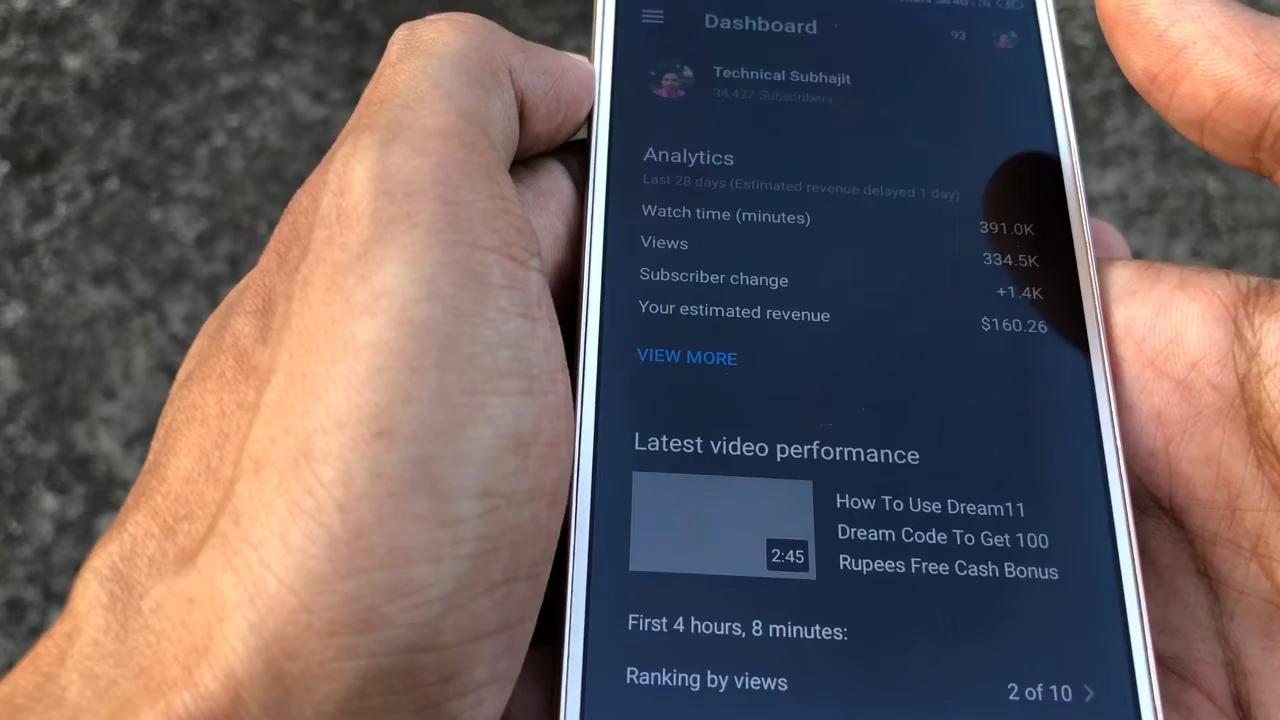 Dashboard
93
Technical Subhajit
34,427 Subscribers
Analytics
Last 28 days (Estimated revenue delayed 1 day)
Watch time (minutes) 391.0K
Views 334.5K
Subscriber change +1.4K
Your estimated revenue $160.26
VIEW MORE
Latest video performance
How To Use Dream11
Dream Code To Get 100
Rupees Free Cash Bonus
2:45
First 4 hours, 8 minutes:
Ranking by views 2 of 10